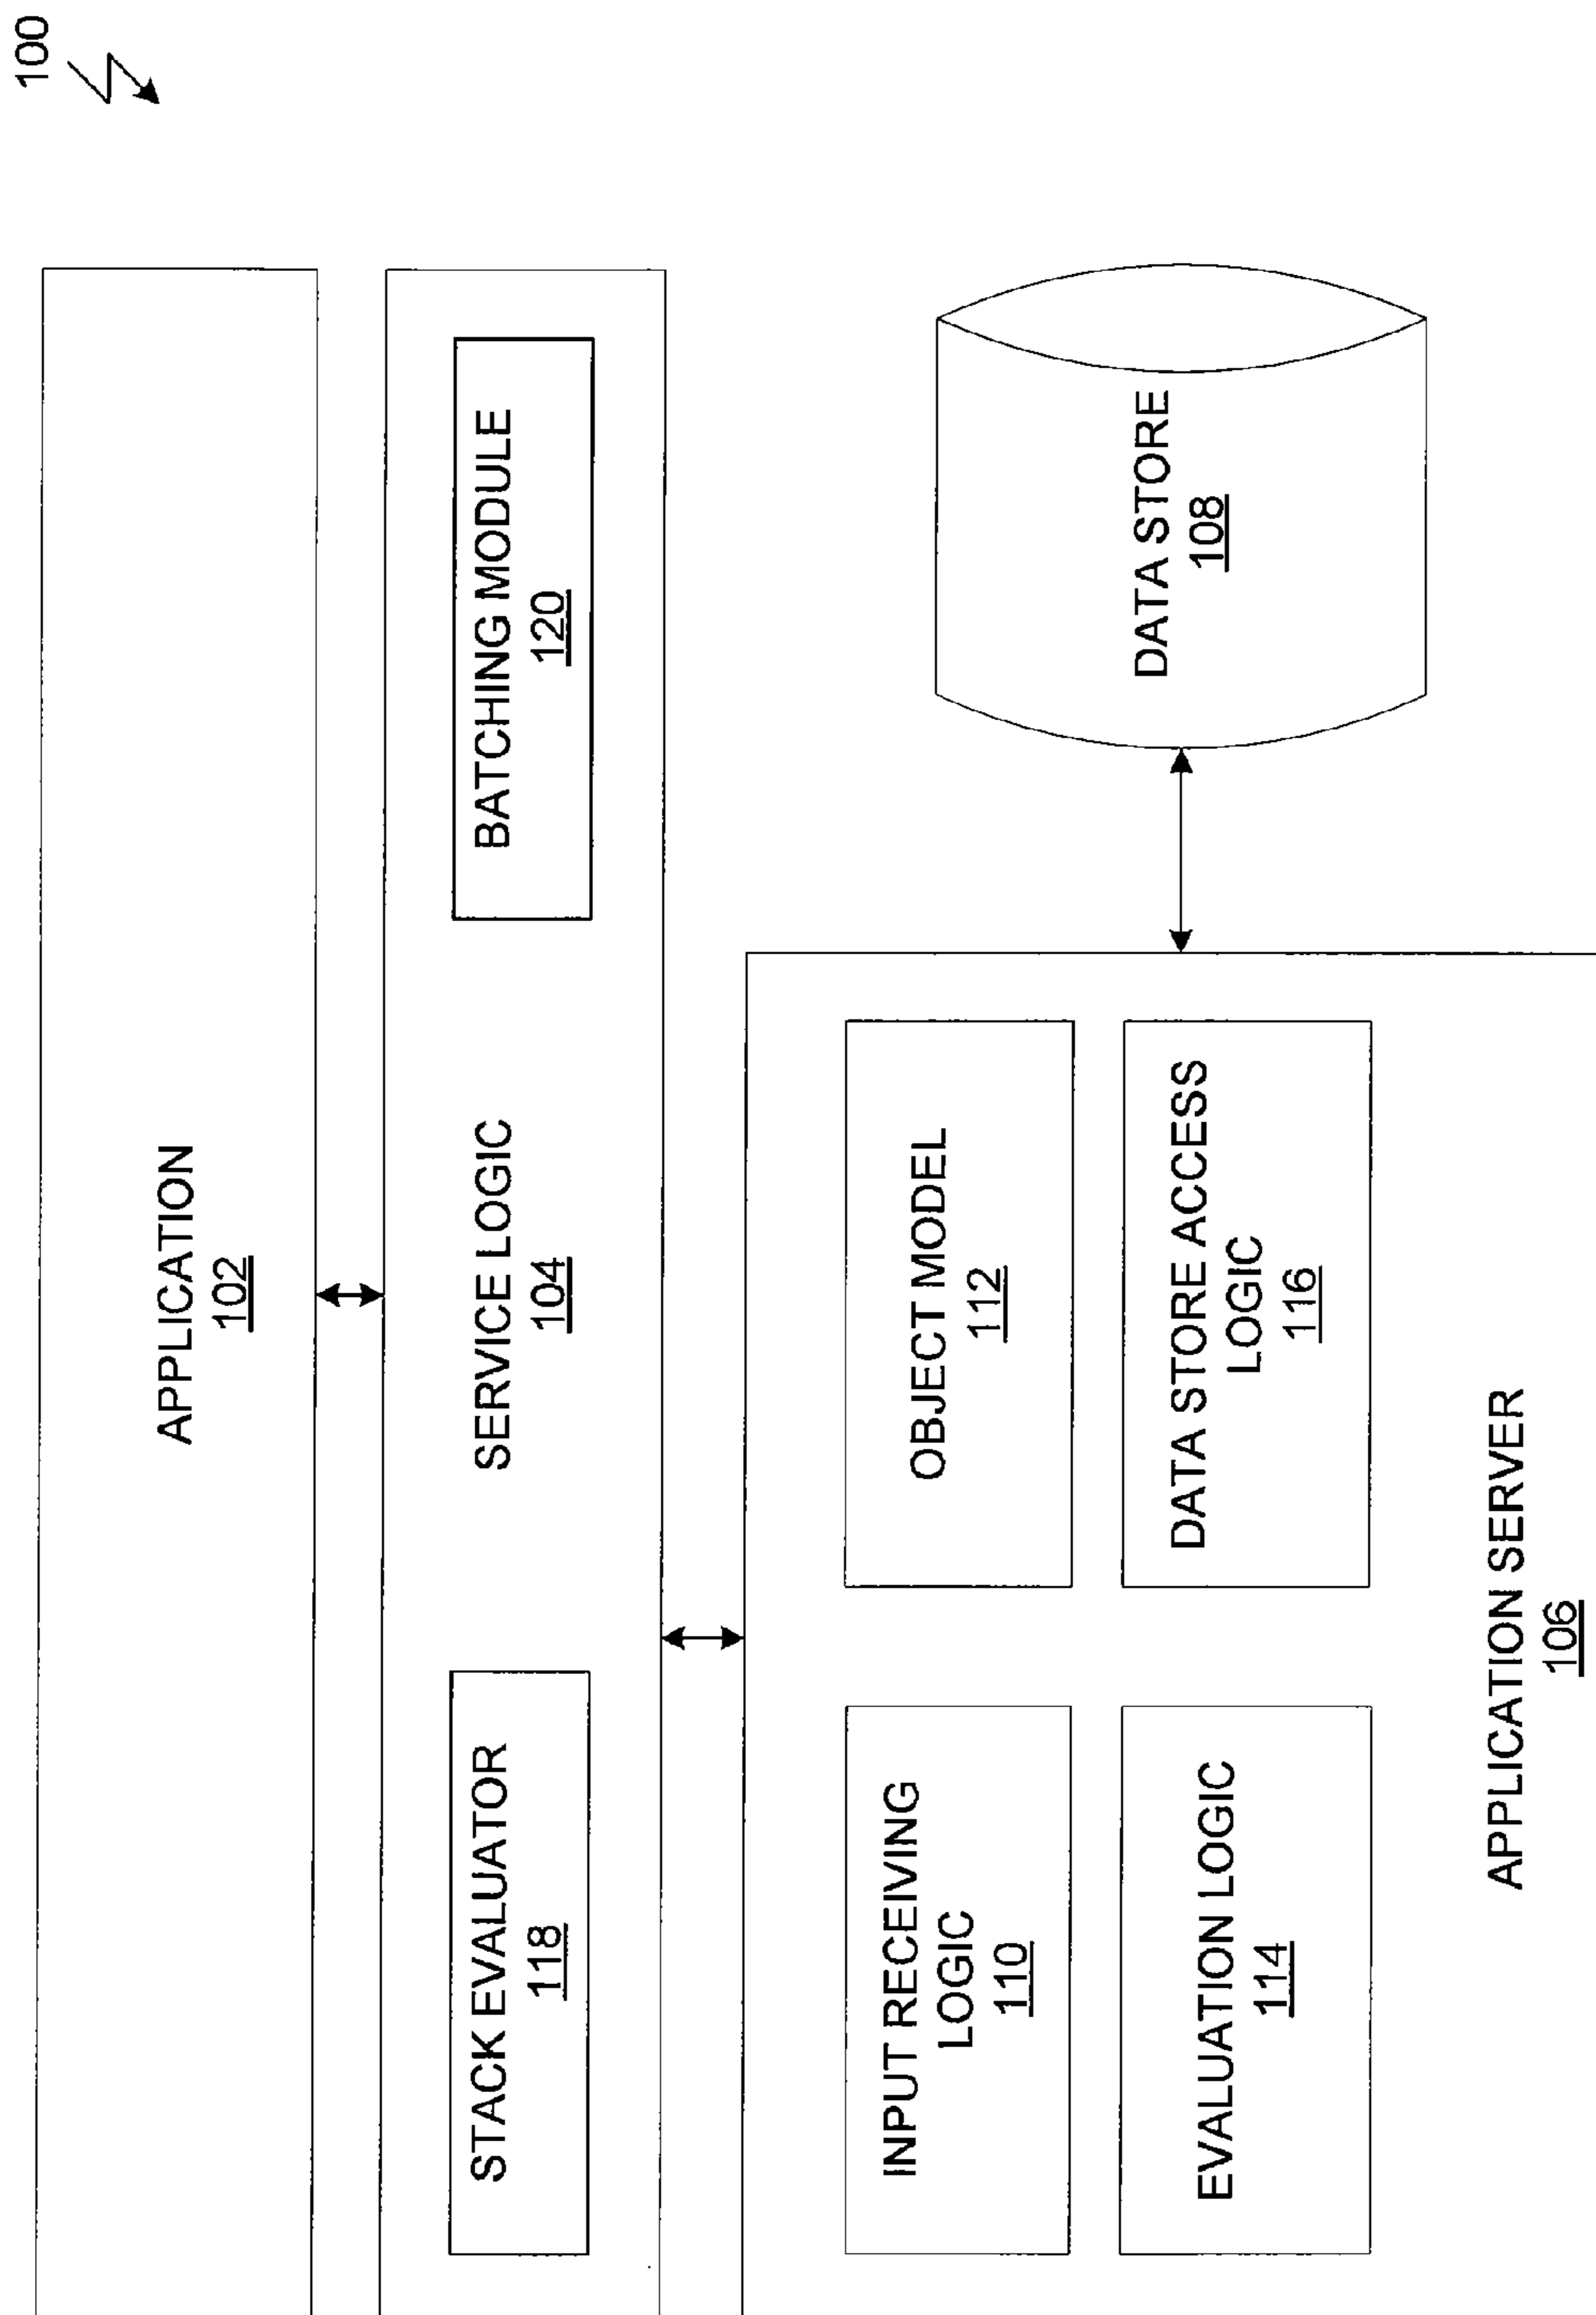 100
APPLICATION
102
STACK EVALUATOR
118
SERVICE LOGIC
104
BATCHING MODULE
120
INPUT RECEIVING
LOGIC
110
OBJECT MODEL
112
EVALUATION LOGIC
114
DATA STORE ACCESS
LOGIC
116
APPLICATION SERVER
106
DATA STORE
108